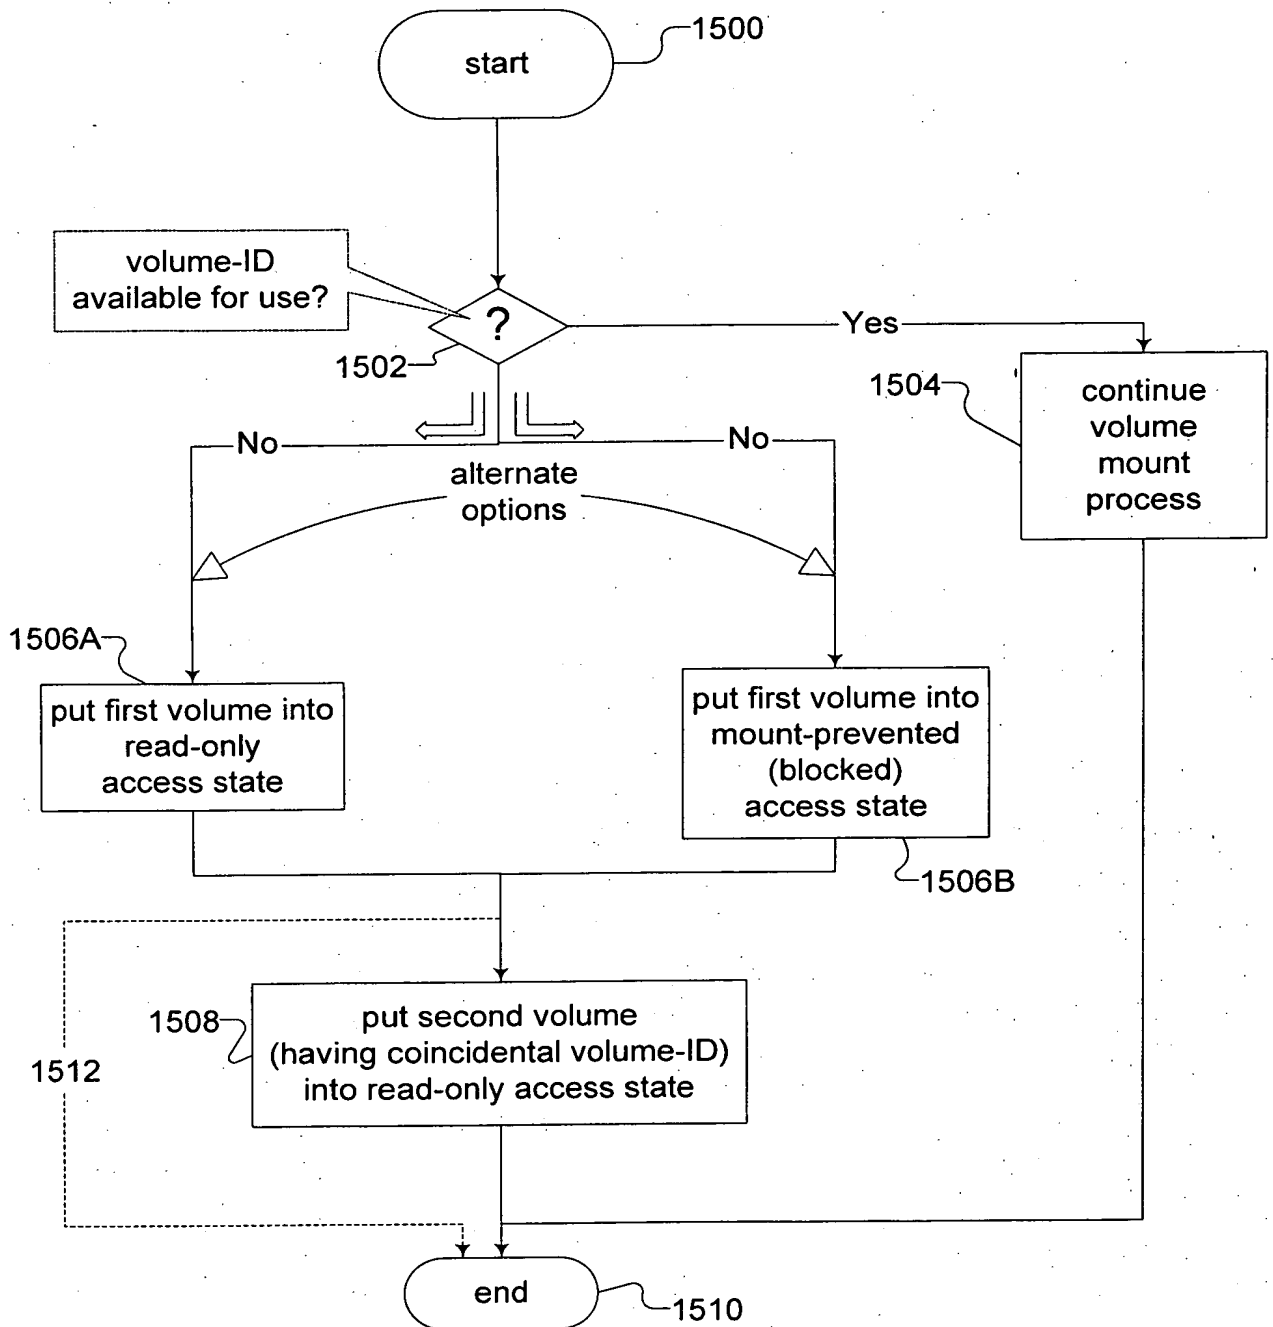 start
1500
volume-ID
available for use?
?
1502
Yes
1504
continue
volume
mount
process
No
No
alternate
options
1506A
put first volume into
read-only
access state
put first volume into
mount-prevented
(blocked)
access state
1506B
1508
put second volume
(having coincidental volume-ID)
into read-only access state
1512
end
1510